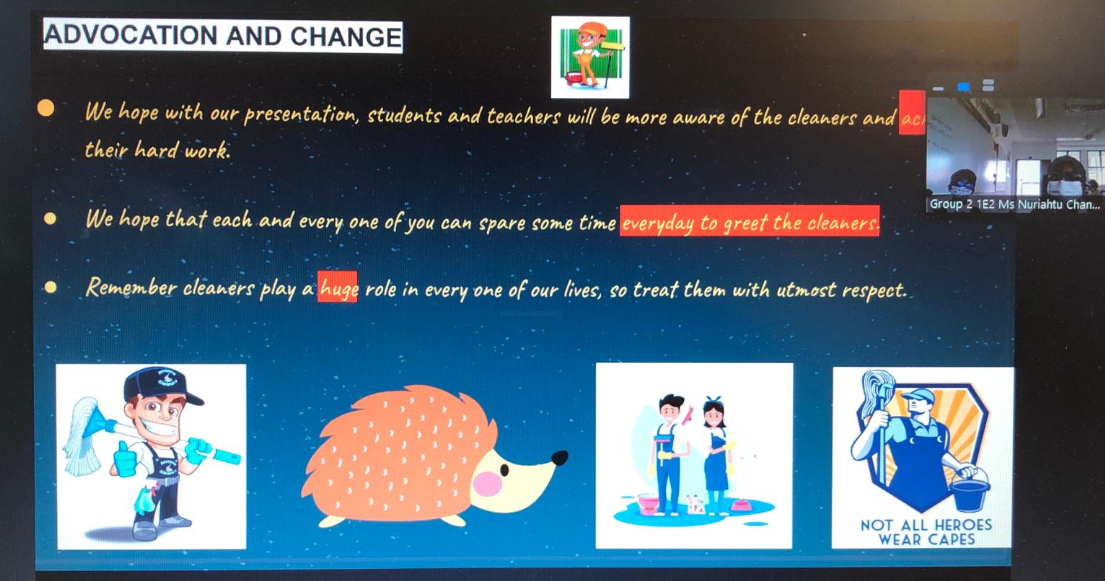 ADVOCATION AND CHANGE
We hope with our presentation, students and teachers will be more aware of the cleaners and
their hard work.
Group 2 1E2 Ms Nuriahtu Chan...
We hope that each and every one of you can spare some time everyday to greet the cleaners.
Remember cleaners play a huge role in every one of our lives, so treat them with utmost respect.
NOT ALL HEROES
WEAR CAPES